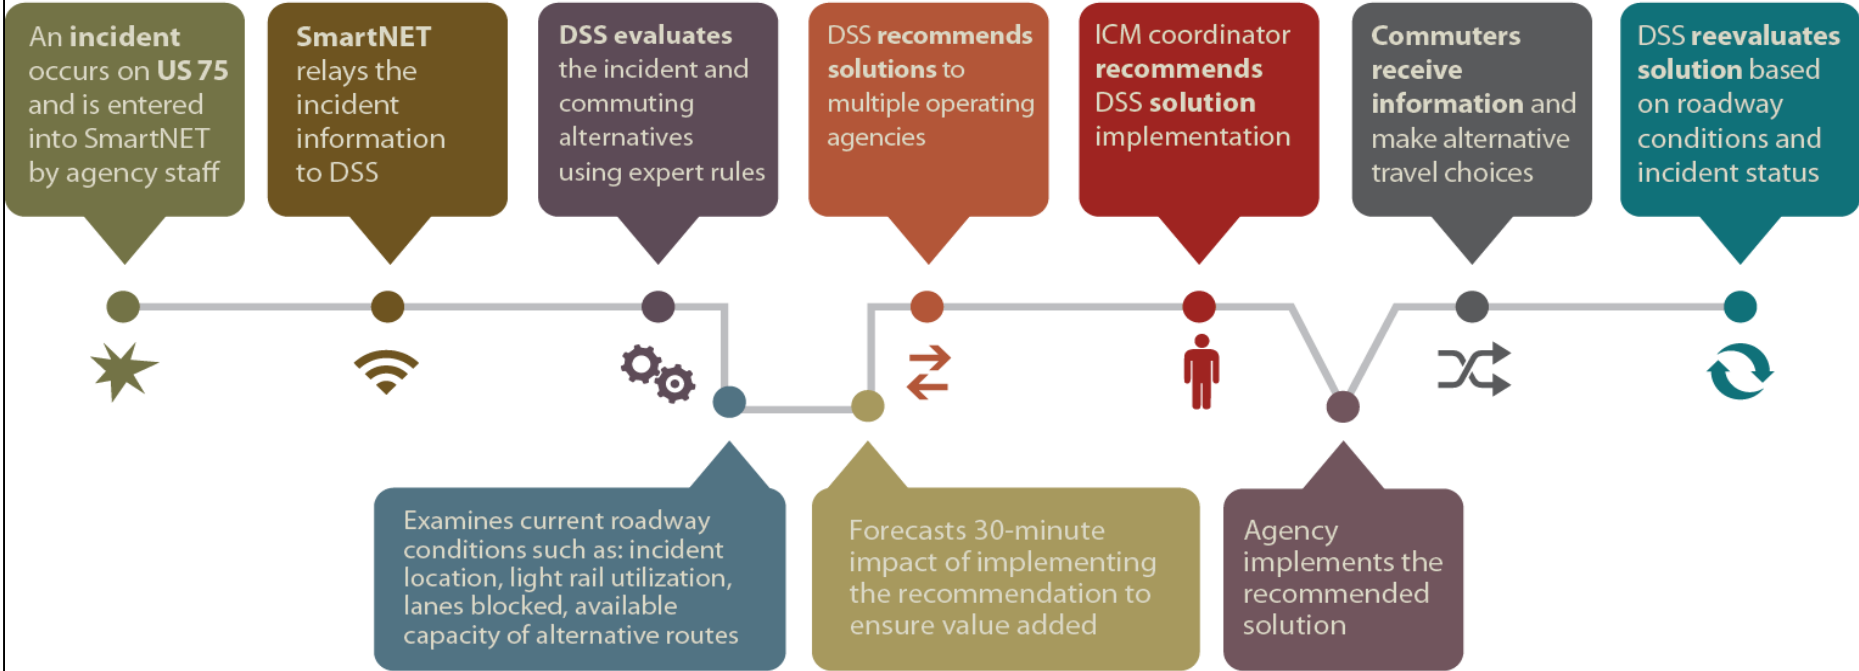 An incident
occurs on US 75
and is entered
into SmartNET
by agency staff
SmartNET
relays the
incident
information
to DSS
DSS evaluates
the incident and
commuting
alternatives
using expert rules
DSS recommends
solutions to
multiple operating
agencies
ICM coordinator
recommends
DSS solution
implementation
Commuters
receive
information and
make alternative
travel choices
DSS reevaluates
solution based
on roadway
conditions and
incident status
Examines current roadway
conditions such as: incident
location, light rail utilization,
lanes blocked, available
capacity of alternative routes
Forecasts 30-minute
impact of implementing
the recommendation to
ensure value added
Agency
implements the
recommended
solution